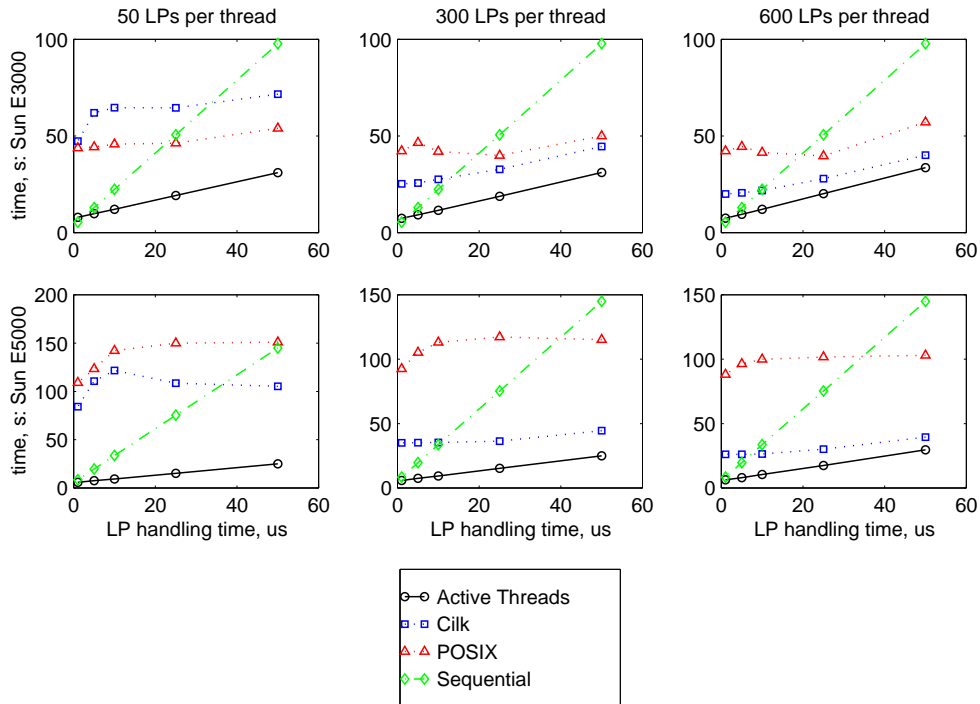 50 LPs per thread
300 LPs per thread
600 LPs per thread
time, s: Sun E3000
100
50
0
0 20 40 60
100
50
0
0 20 40 60
100
50
0
0 20 40 60
time, s: Sun E5000
200
150
100
50
0
0 20 40 60
LP handling time, us
150
100
50
0
0 20 40 60
LP handling time, us
150
100
50
0
0 20 40 60
LP handling time, us
Active Threads
Cilk
POSIX
Sequential